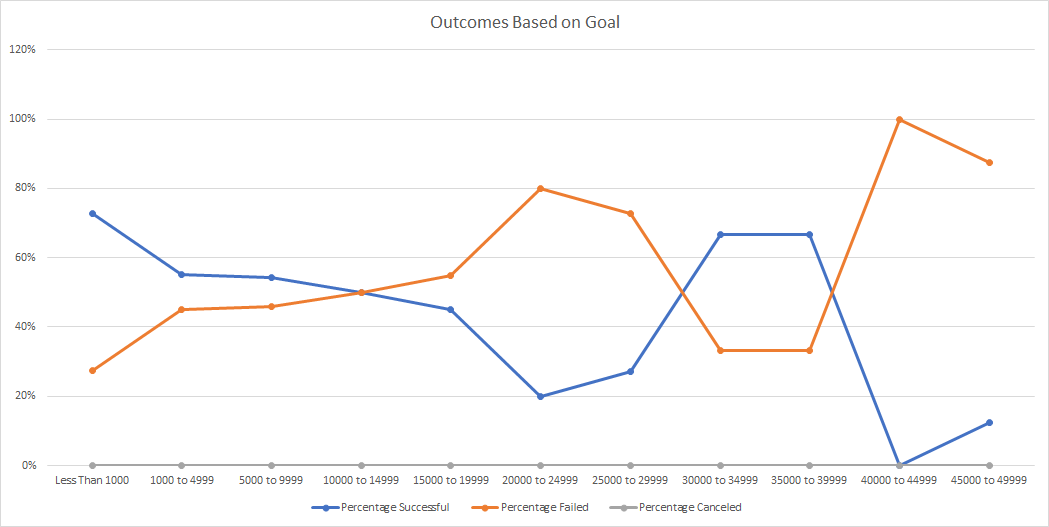 Outcomes Based on Goal
120%
100%
80%
60%
40%
20%
0%
Less Than 1000 1000 to 4999 5000 to 9999 10000 to 14999 15000 to 19999 20000 to 24999 25000 to 29999 30000 to 34999 35000 to 39999 40000 to 44999 45000 to 49999
Percentage Successful Percentage Failed Percentage Canceled